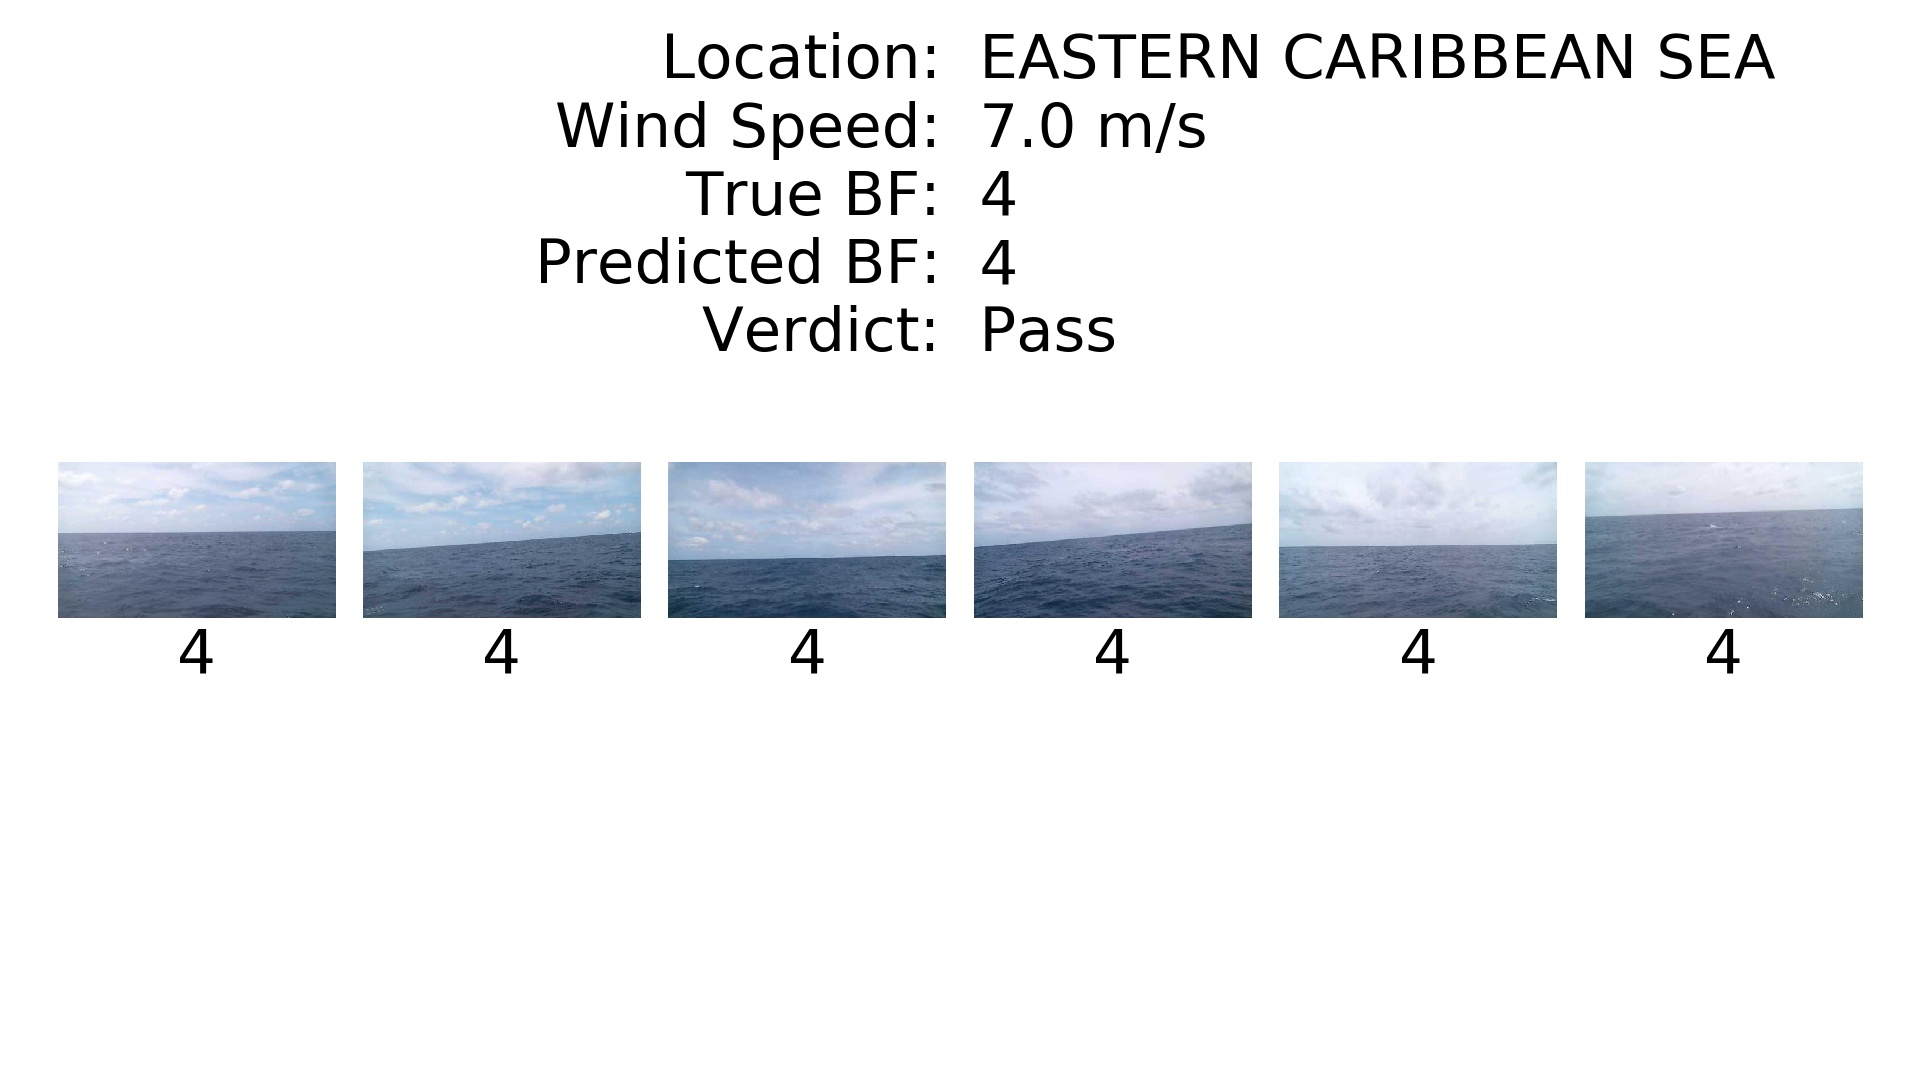 Location: EASTERN CARIBBEAN SEA
Wind Speed: 7.0 m/s
True BF: 4
Predicted BF: 4
Verdict: Pass
4 4 4 4 4 4